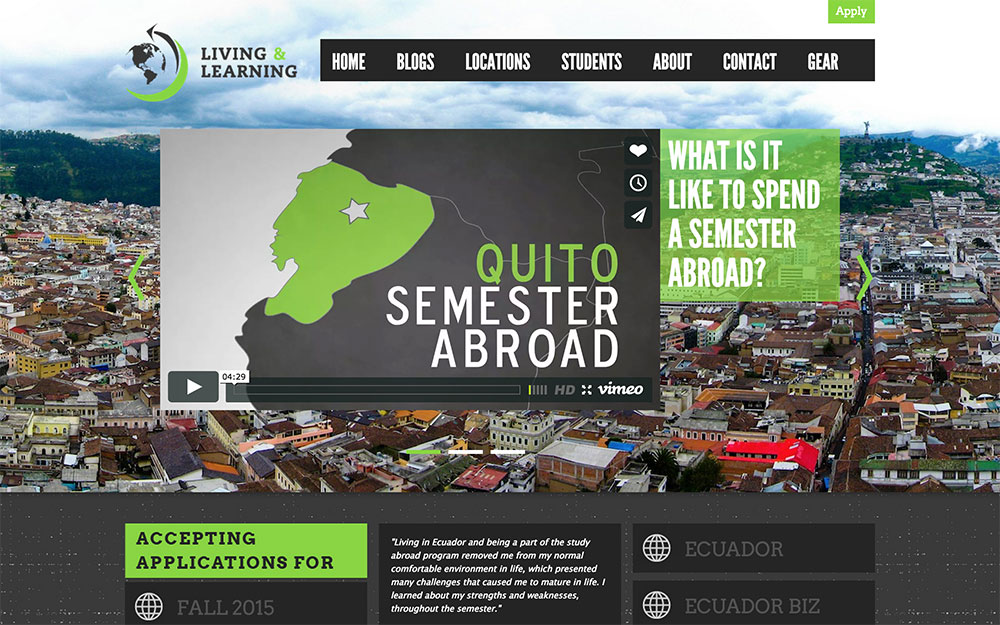 Apply
LIVING &
LEARNING
HOME BLOGS LOCATIONS STUDENTS ABOUT CONTACT GEAR
WHAT IS IT
LIKE TO SPEND
A SEMESTER
ABROAD?
QUITO
SEMESTER
ABROAD
04:29
HD vimeo
ACCEPTING
APPLICATIONS FOR
FALL 2015
"Living in Ecuador and being a part of the study
abroad program removed me from my normal
comfortable environment in life, which presented
many challenges that caused me to mature in life. I
learned about my strengths and weaknesses,
throughout the semester."
ECUADOR
ECUADOR BIZ